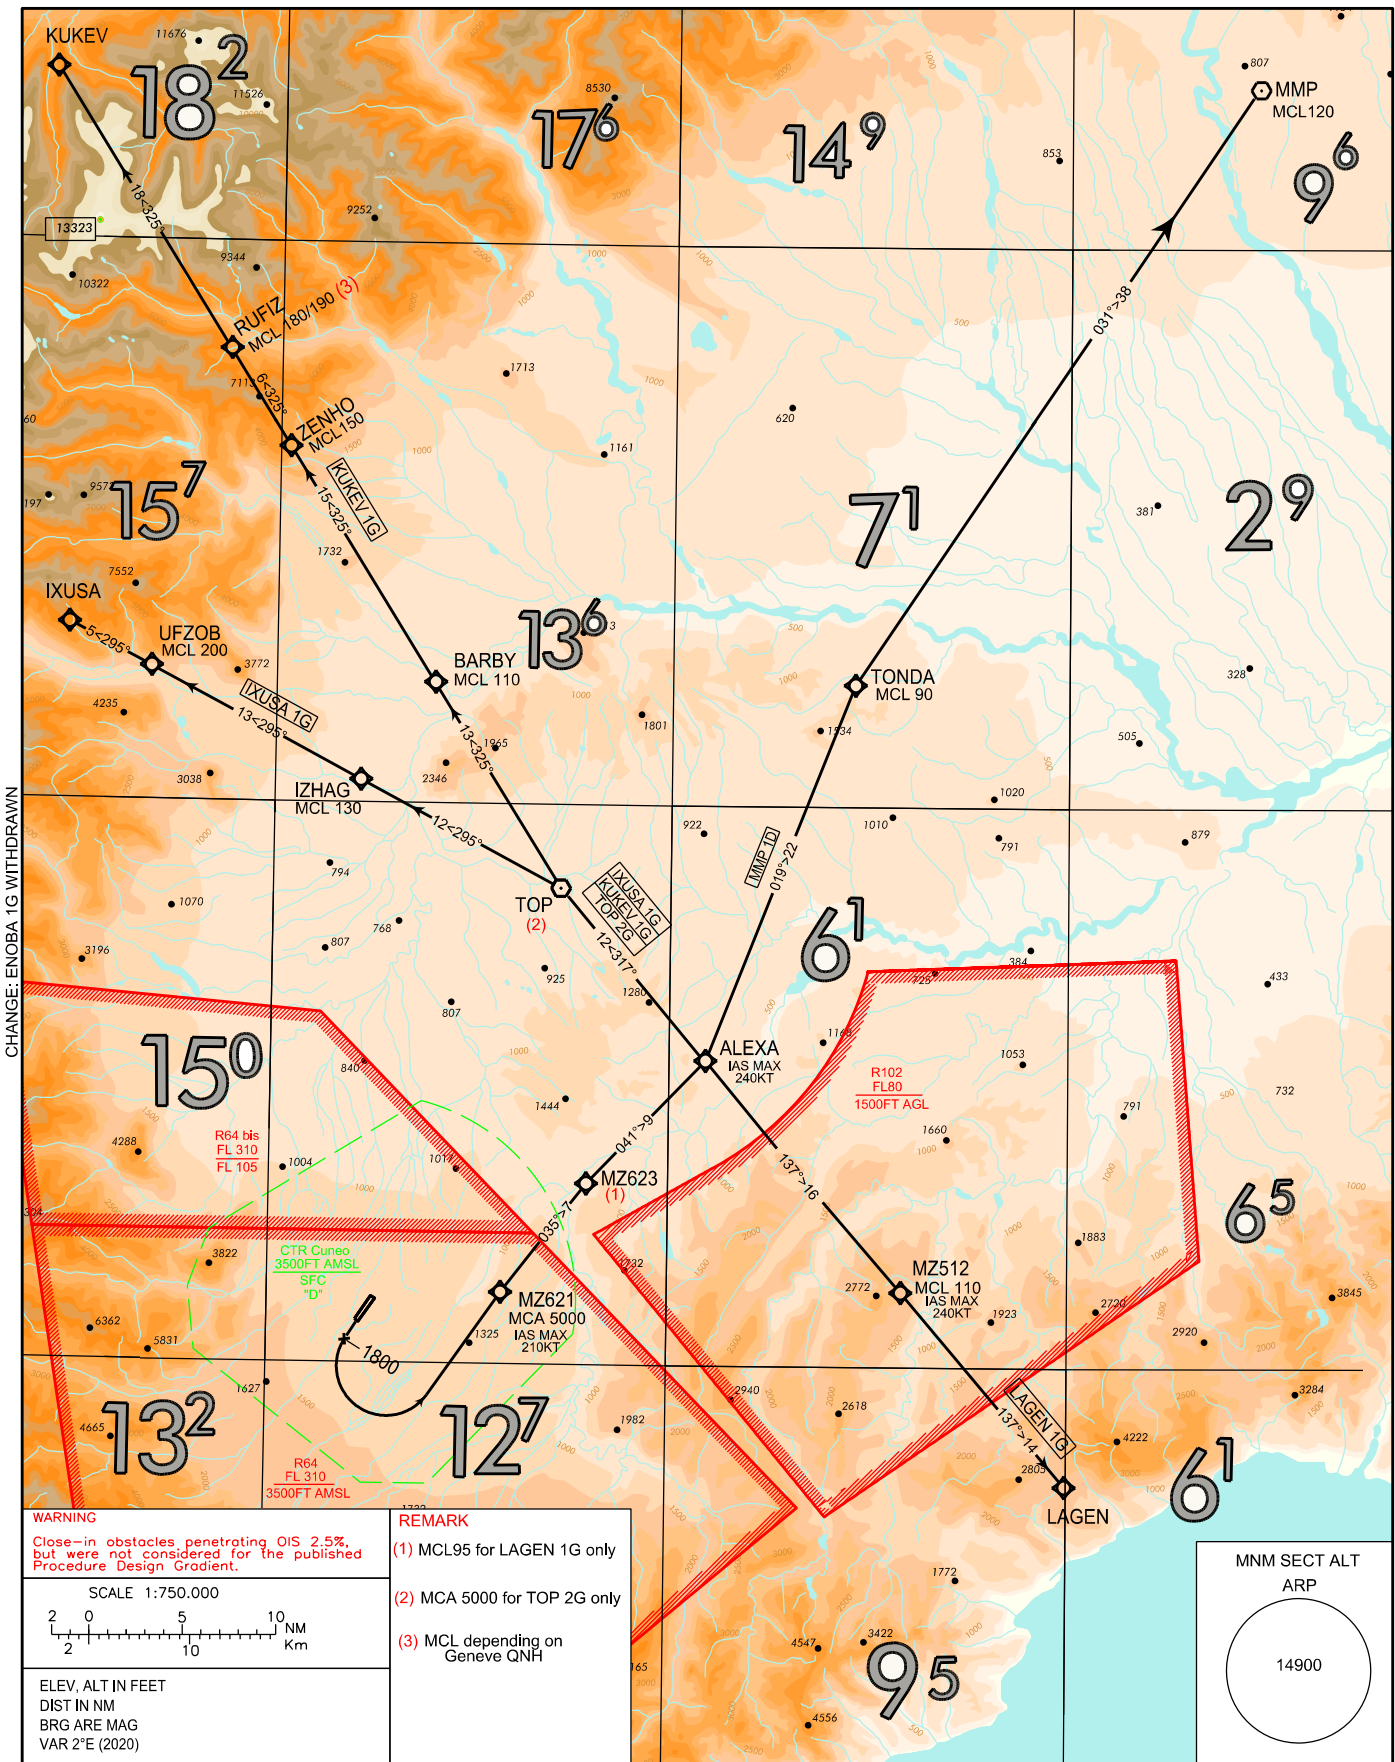 KUKEV
11676
18²
11526
8530
17⁶
14⁹
807
MMP
MCL120
853
9⁶
18<325°
13323
9252
9344
10322
RUFIZ
MCL 180/190 (3)
031°>38
7113
6<325°
1713
ZENHO
MCL150
620
1161
KUKEV 1G
15<325°
15⁷
7¹
2⁹
381
1732
7552
IXUSA
5<295°
UFZOB
MCL 200
13⁶
BARBY
MCL 110
TONDA
MCL 90
328
3772
4235
IXUSA 1G
13<295°
1801
1534
13<325°
1965
2346
505
3038
IZHAG
MCL 130
1020
12<295°
922
1010
791
879
MMP 1D
019°>22
794
1070
768
TOP
(2)
IXUSA 1G
KUKEV 1G
TOP 2G
12<317°
807
3196
925
6¹
384
725
433
1280
807
CHANGE: ENOBA 1G WITHDRAWN
15⁰
840
ALEXA
IAS MAX
240KT
1053
R102
FL80
1500FT AGL
732
1444
791
041°>9
4288
R64 bis
FL 310
FL 105
1004
1660
137°>16
MZ623
(1)
6⁵
035°>7
3822
CTR Cuneo
3500FT AMSL
SFC
"D"
1732
1883
MZ512
MCL 110
IAS MAX
240KT
2772
MZ621
MCA 5000
IAS MAX
210KT
1325
1923
2720
3845
6362
5831
1800
2920
1627
13²
12⁷
4665
2940
2618
1982
LAGEN 1G
137°>14
3284
4222
2805
6¹
LAGEN
R64
FL 310
3500FT AMSL
WARNING
Close-in obstacles penetrating OIS 2.5%,
but were not considered for the published
Procedure Design Gradient.
SCALE 1:750.000
2 0 5 10 NM
2 10 Km
ELEV, ALT IN FEET
DIST IN NM
BRG ARE MAG
VAR 2°E (2020)
REMARK
(1) MCL95 for LAGEN 1G only
(2) MCA 5000 for TOP 2G only
(3) MCL depending on
Geneve QNH
1772
4547
3422
9⁵
4556
MNM SECT ALT
ARP
14900